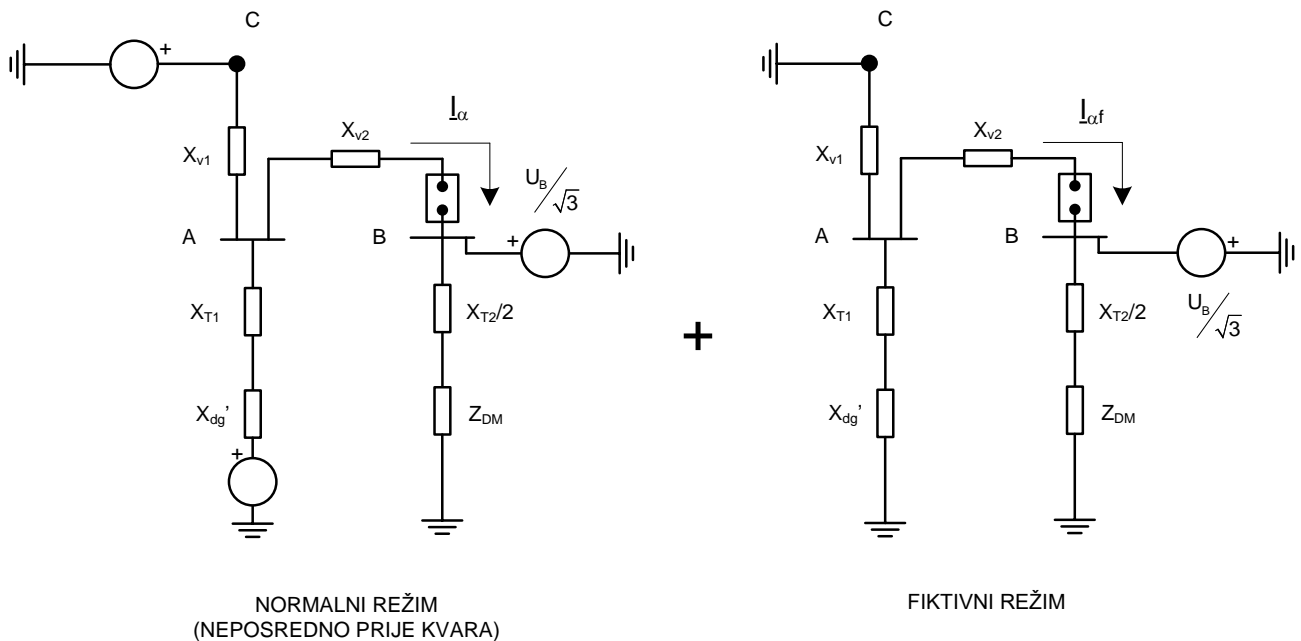 C
+
X_v1
X_v2
I_α
U_B/√3
A
B
+
X_T1
X_T2/2
X_dg’
Z_DM
+
NORMALNI REŽIM
(NEPOSREDNO PRIJE KVARA)
+
C
X_v1
X_v2
I_αf
A
B
+
U_B/√3
X_T1
X_T2/2
X_dg’
Z_DM
FIKTIVNI REŽIM